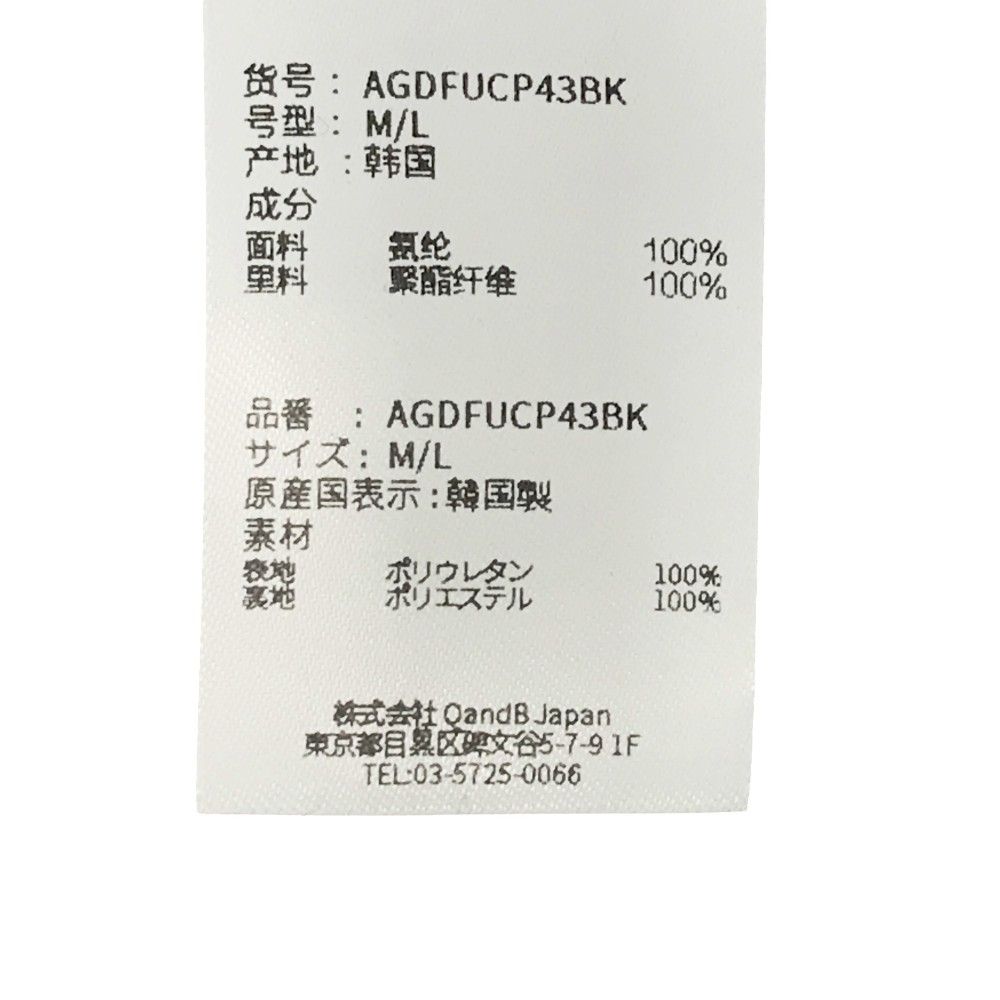 货号: AGDFUCP43BK
号型: M/L
产地 :韩国
成分
面料 氨纶 100%
里料 聚酯纤维 100%
品番 : AGDFUCP43BK
サイズ: M/L
原産国表示:韓国製
素材
表地 ポリウレタン 100%
裏地 ポリエステル 100%
株式会社 QandB Japan
東京都目黒区碑文谷5-7-9 1F
TEL:03-5725-0066